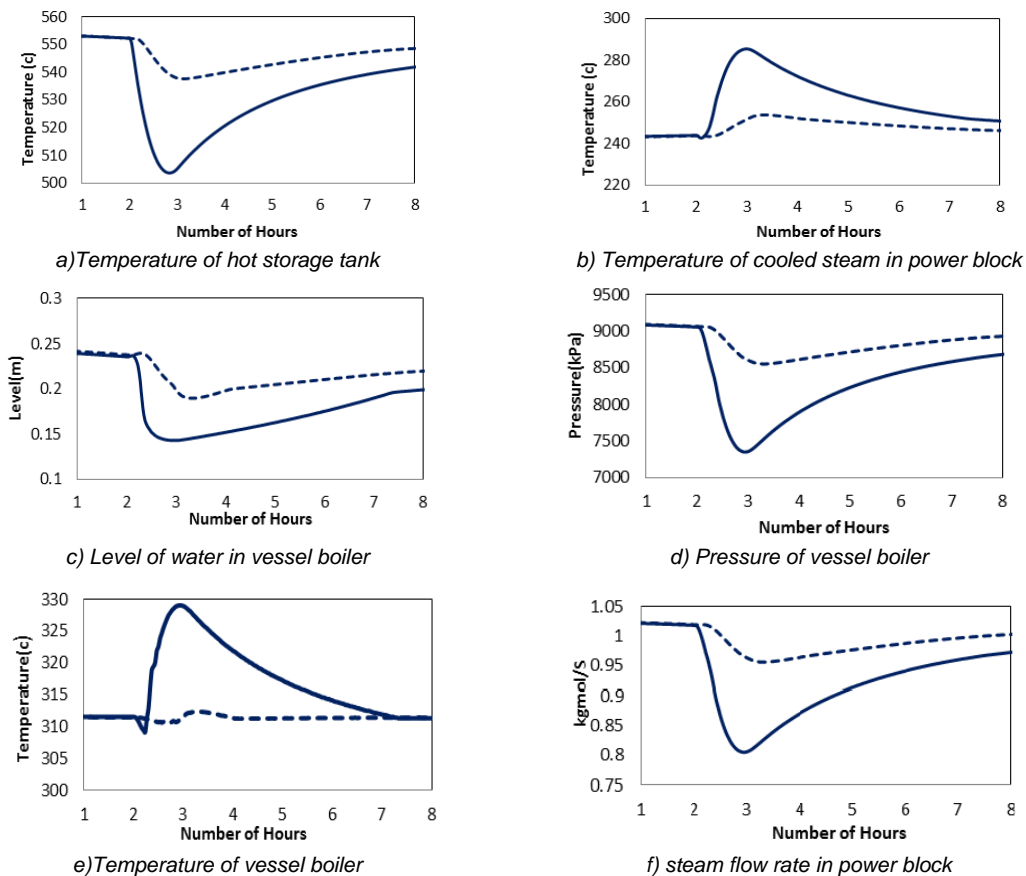 560
550
540
530
520
510
500
Temperature (c)
1 2 3 4 5 6 7 8
Number of Hours
a)Temperature of hot storage tank
300
280
260
240
220
Temperature (c)
1 2 3 4 5 6 7 8
Number of Hours
b) Temperature of cooled steam in power block
0.3
0.25
0.2
0.15
0.1
Level(m)
1 2 3 4 5 6 7 8
Number of Hours
c) Level of water in vessel boiler
9500
9000
8500
8000
7500
7000
Pressure(kPa)
1 2 3 4 5 6 7 8
Number of Hours
d) Pressure of vessel boiler
330
325
320
315
310
300
Temperature(c)
1 2 3 4 5 6 7 8
Number of Hours
e)Temperature of vessel boiler
1.05
1
0.95
0.9
0.85
0.8
0.75
kgmol/S
1 2 3 4 5 6 7 8
Number of Hours
f) steam flow rate in power block